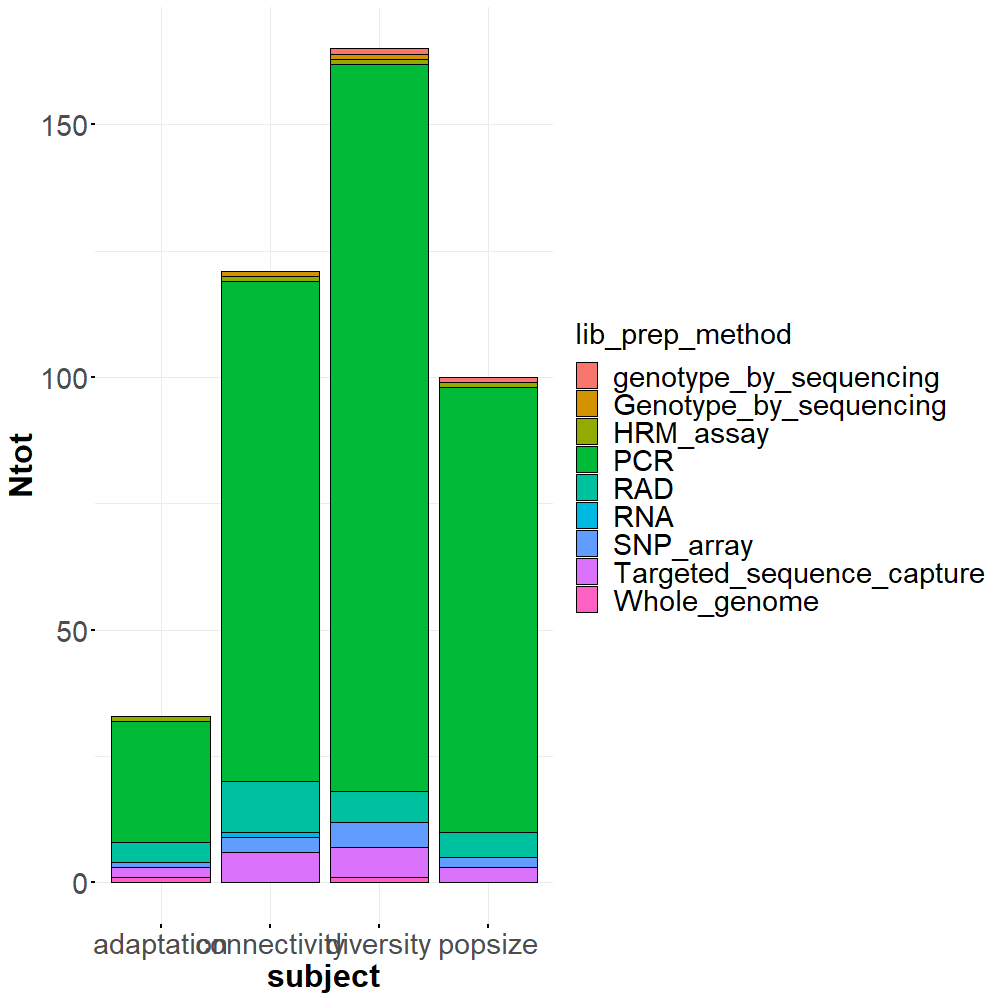 150
100
50
0
Ntot
adaptation connectivity diversity popsize
subject
lib_prep_method
genotype_by_sequencing
Genotype_by_sequencing
HRM_assay
PCR
RAD
RNA
SNP_array
Targeted_sequence_capture
Whole_genome